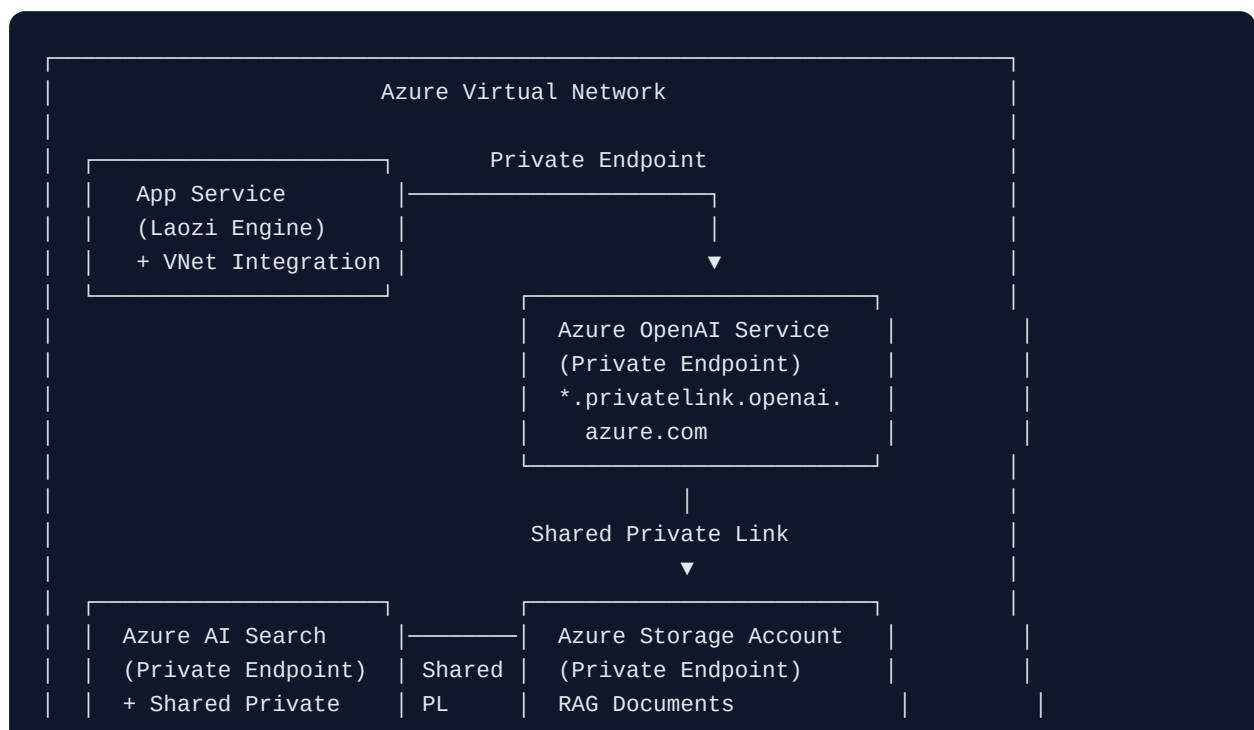 Azure Virtual Network
Private Endpoint
App Service
(Laozi Engine)
+ VNet Integration
▼
Azure OpenAI Service
(Private Endpoint)
*.privatelink.openai.
azure.com
Shared Private Link
▼
Azure AI Search Azure Storage Account
(Private Endpoint) Shared (Private Endpoint)
+ Shared Private PL RAG Documents